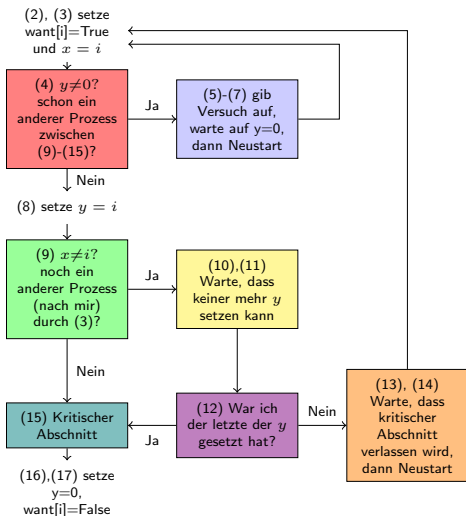 (2), (3) setze
want[i]=True
und x = i
(4) y≠0?
schon ein
anderer Prozess
zwischen
(9)-(15)?
Ja
(5)-(7) gib
Versuch auf,
warte auf y=0,
dann Neustart
Nein
(8) setze y = i
(9) x≠i?
noch ein
anderer Prozess
(nach mir)
durch (3)?
Ja
(10),(11)
Warte, dass
keiner mehr y
setzen kann
Nein
(15) Kritischer
Abschnitt
Ja
(12) War ich
der letzte der y
gesetzt hat?
Nein
(13), (14)
Warte, dass
kritischer
Abschnitt
verlassen wird,
dann Neustart
(16),(17) setze
y=0,
want[i]=False